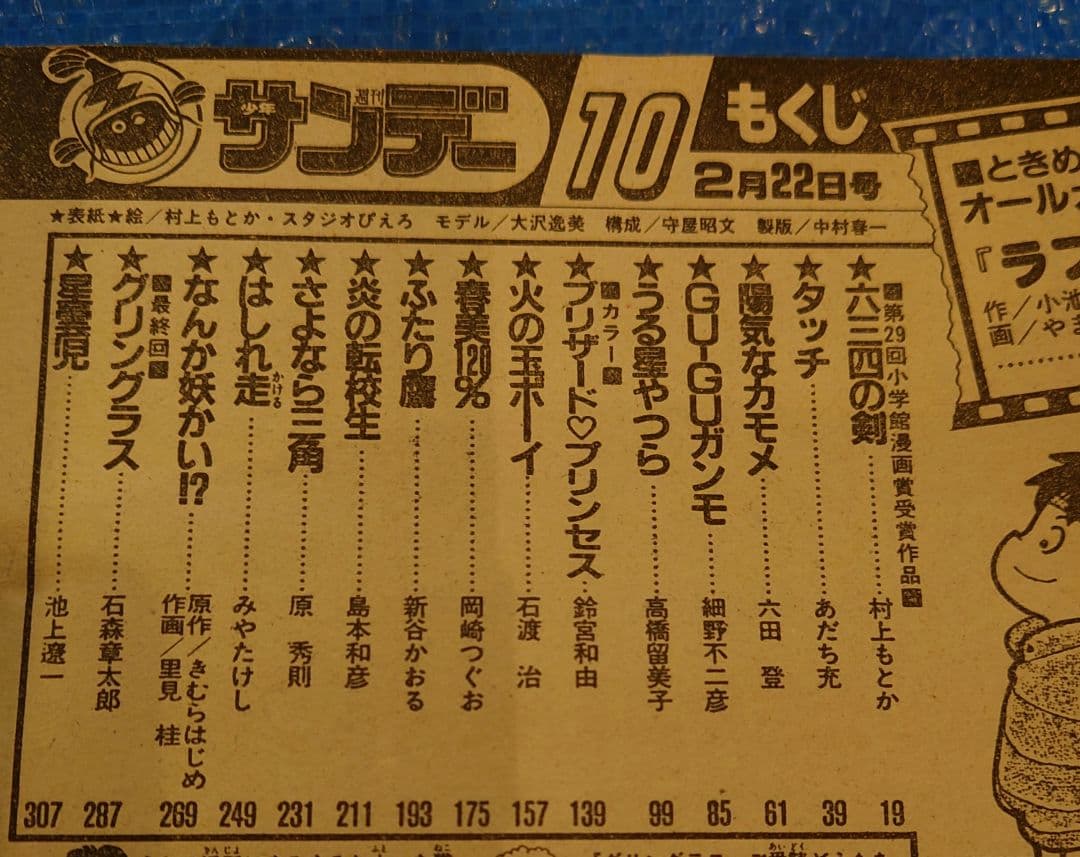 週刊
少年
サンデー
10
もくじ
2月22日号
★表紙★絵/村上もとか・スタジオぴえろ モデル/大沢逸美 構成/守屋昭文 製版/中村春一
■第29回小学館漫画賞受賞作品■
★六三四の剣………村上もとか 19
★タッチ………あだち充 39
★陽気なカモメ………六田 登 61
★GU-GUガンモ………細野不二彦 85
★うる星やつら………高橋留美子 99
■カラー■
★ブリザード♡プリンセス………鈴宮和由 139
★火の玉ボーイ………石渡 治 157
★春美120%………岡崎つぐお 175
★ふたり鷹………新谷かおる 193
★炎の転校生………島本和彦 211
★さよなら三角………原 秀則 231
★はしれ走………みやたけし 249
かける
★なんか妖かい!?………原作/きむらはじめ 269
作画/里見 桂
■最終回■
★グリングラス………石森章太郎 287
★星雲児………池上遼一 307
■ときめ
オール
『ラブ
作/小池
画/やき